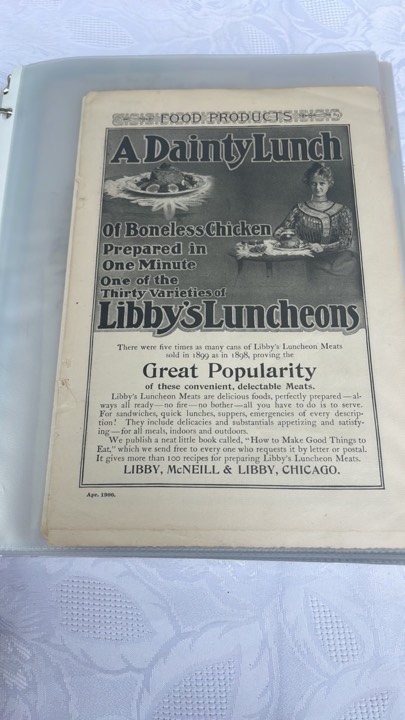 FOOD PRODUCTS
A Dainty Lunch
Of Boneless Chicken
Prepared in
One Minute
One of the
Thirty Varieties of
Libby's Luncheons
There were five times as many cans of Libby's Luncheon Meats
sold in 1899 as in 1898, proving the
Great Popularity
of these convenient, delectable Meats.
Libby's Luncheon Meats are delicious foods, perfectly prepared—al-
ways all ready—no fire—no bother—all you have to do is to serve.
For sandwiches, quick lunches, suppers, emergencies of every descrip-
tion! They include delicacies and substantials appetizing and satisfy-
ing—for all meals, indoors and outdoors.
We publish a neat little book called, "How to Make Good Things to
Eat," which we send free to every one who requests it by letter or postal.
It gives more than 100 recipes for preparing Libby's Luncheon Meats.
LIBBY, McNEILL & LIBBY, CHICAGO.
Apr. 1900.